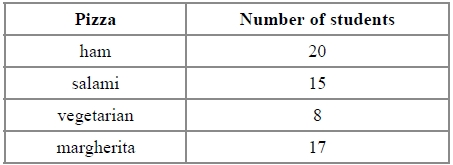 Pizza Number of students
ham 20
salami 15
vegetarian 8
margherita 17